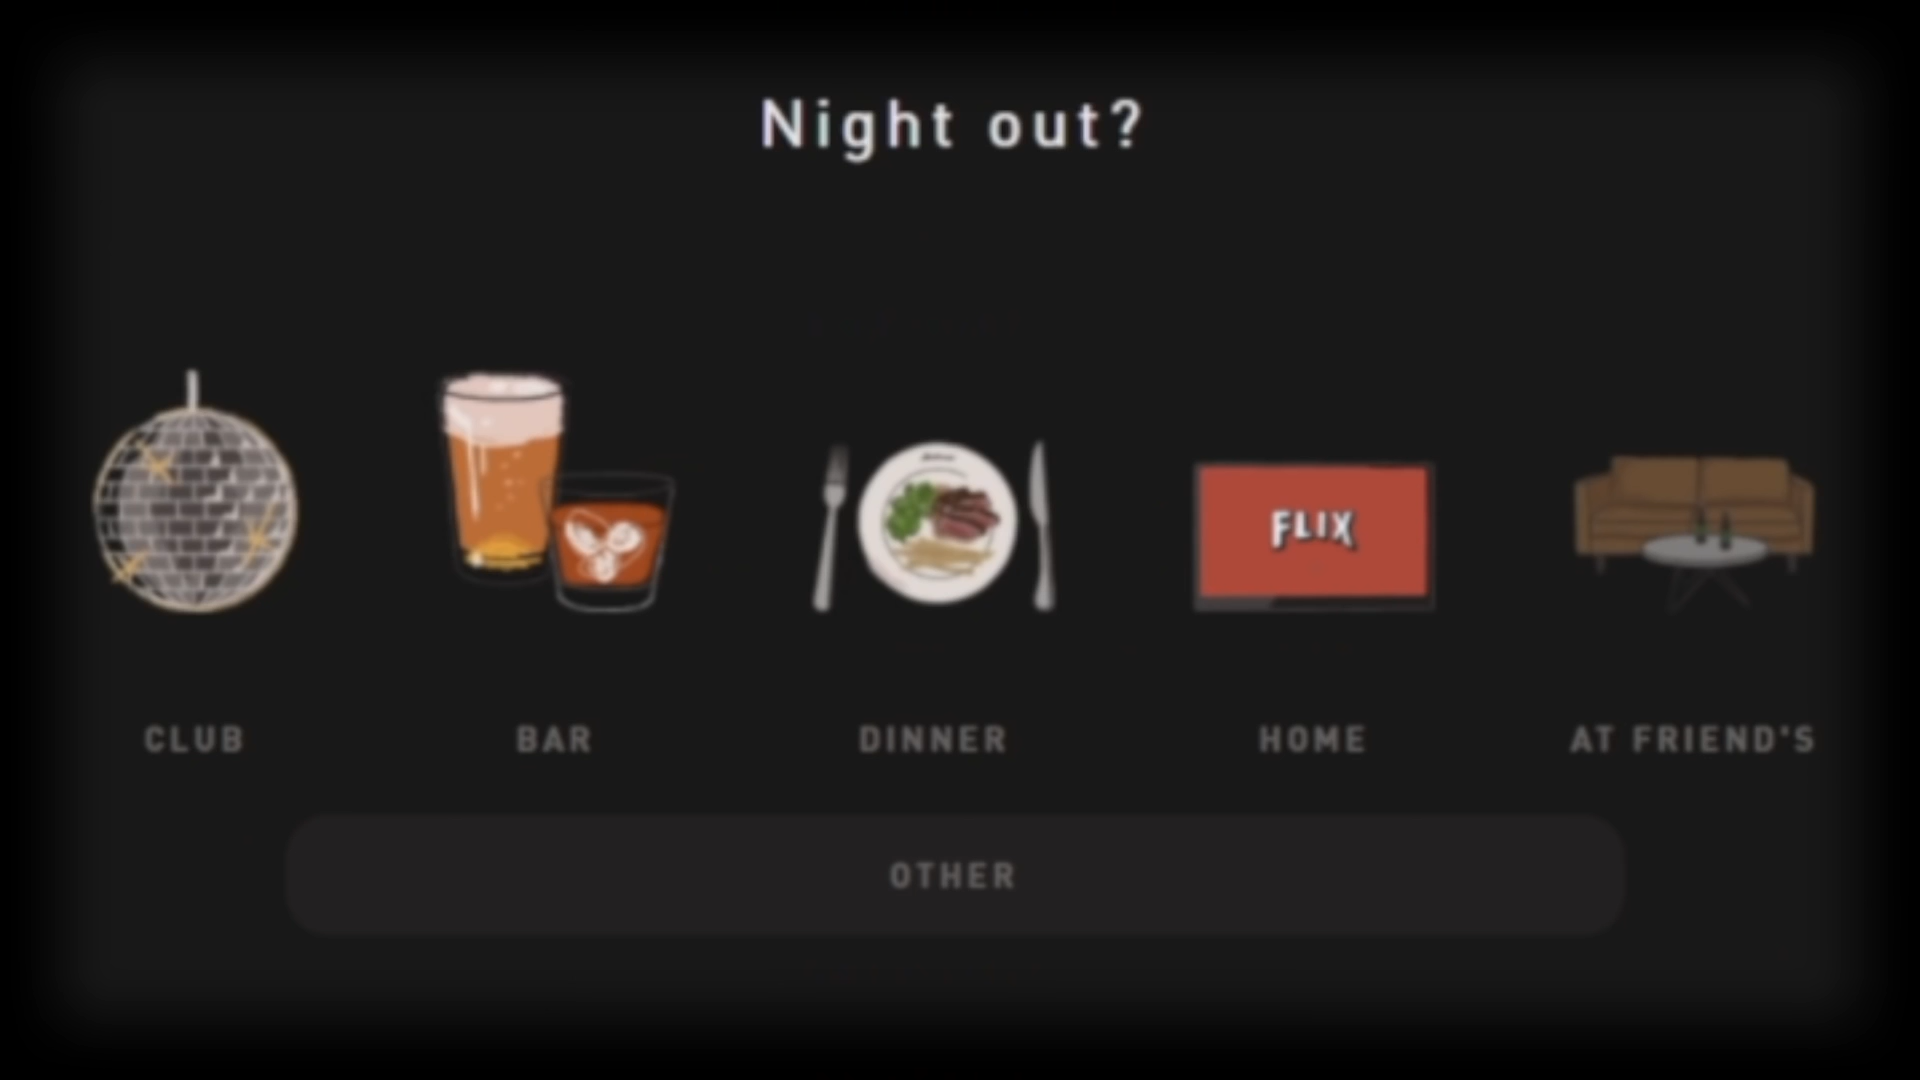 Night out?
FLIX
CLUB
BAR
DINNER
HOME
AT FRIEND'S
OTHER